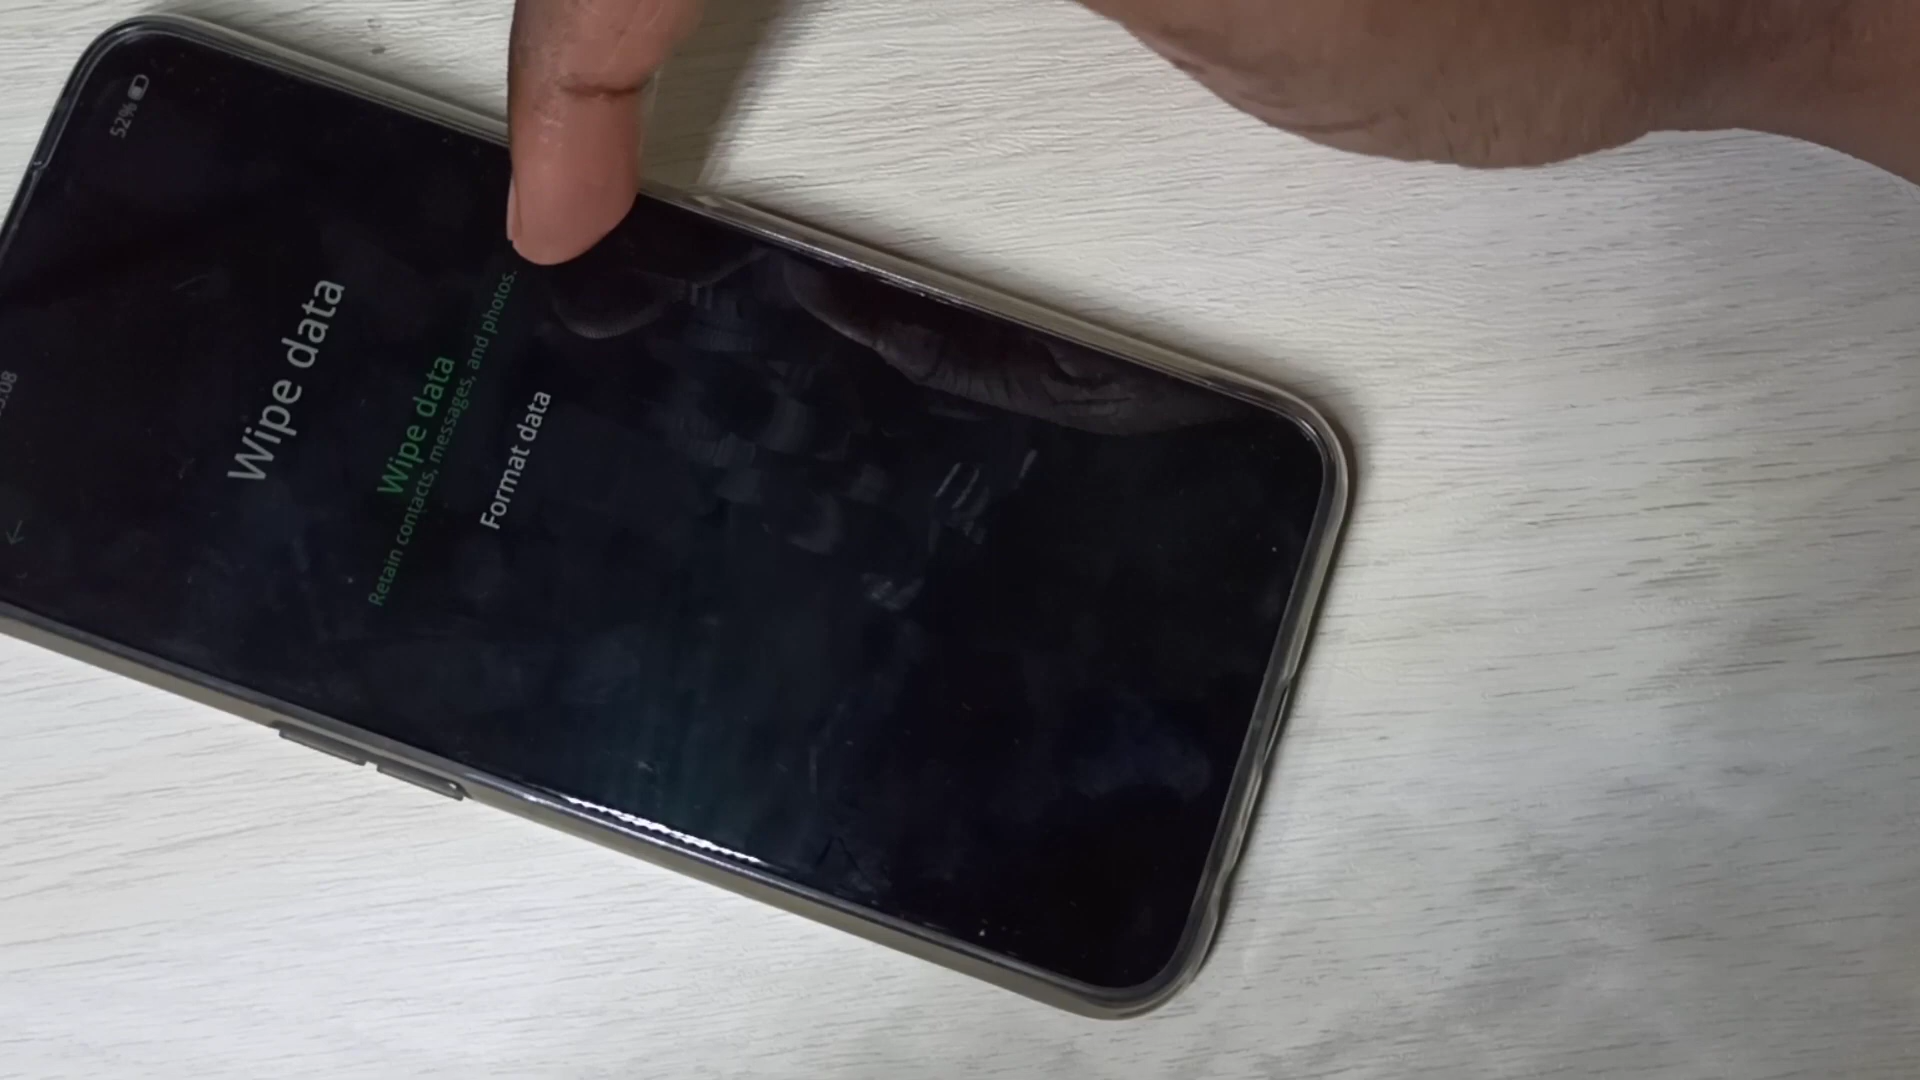 52%
Wipe data
Wipe data
Retain contacts, messages, and photos.
Format data